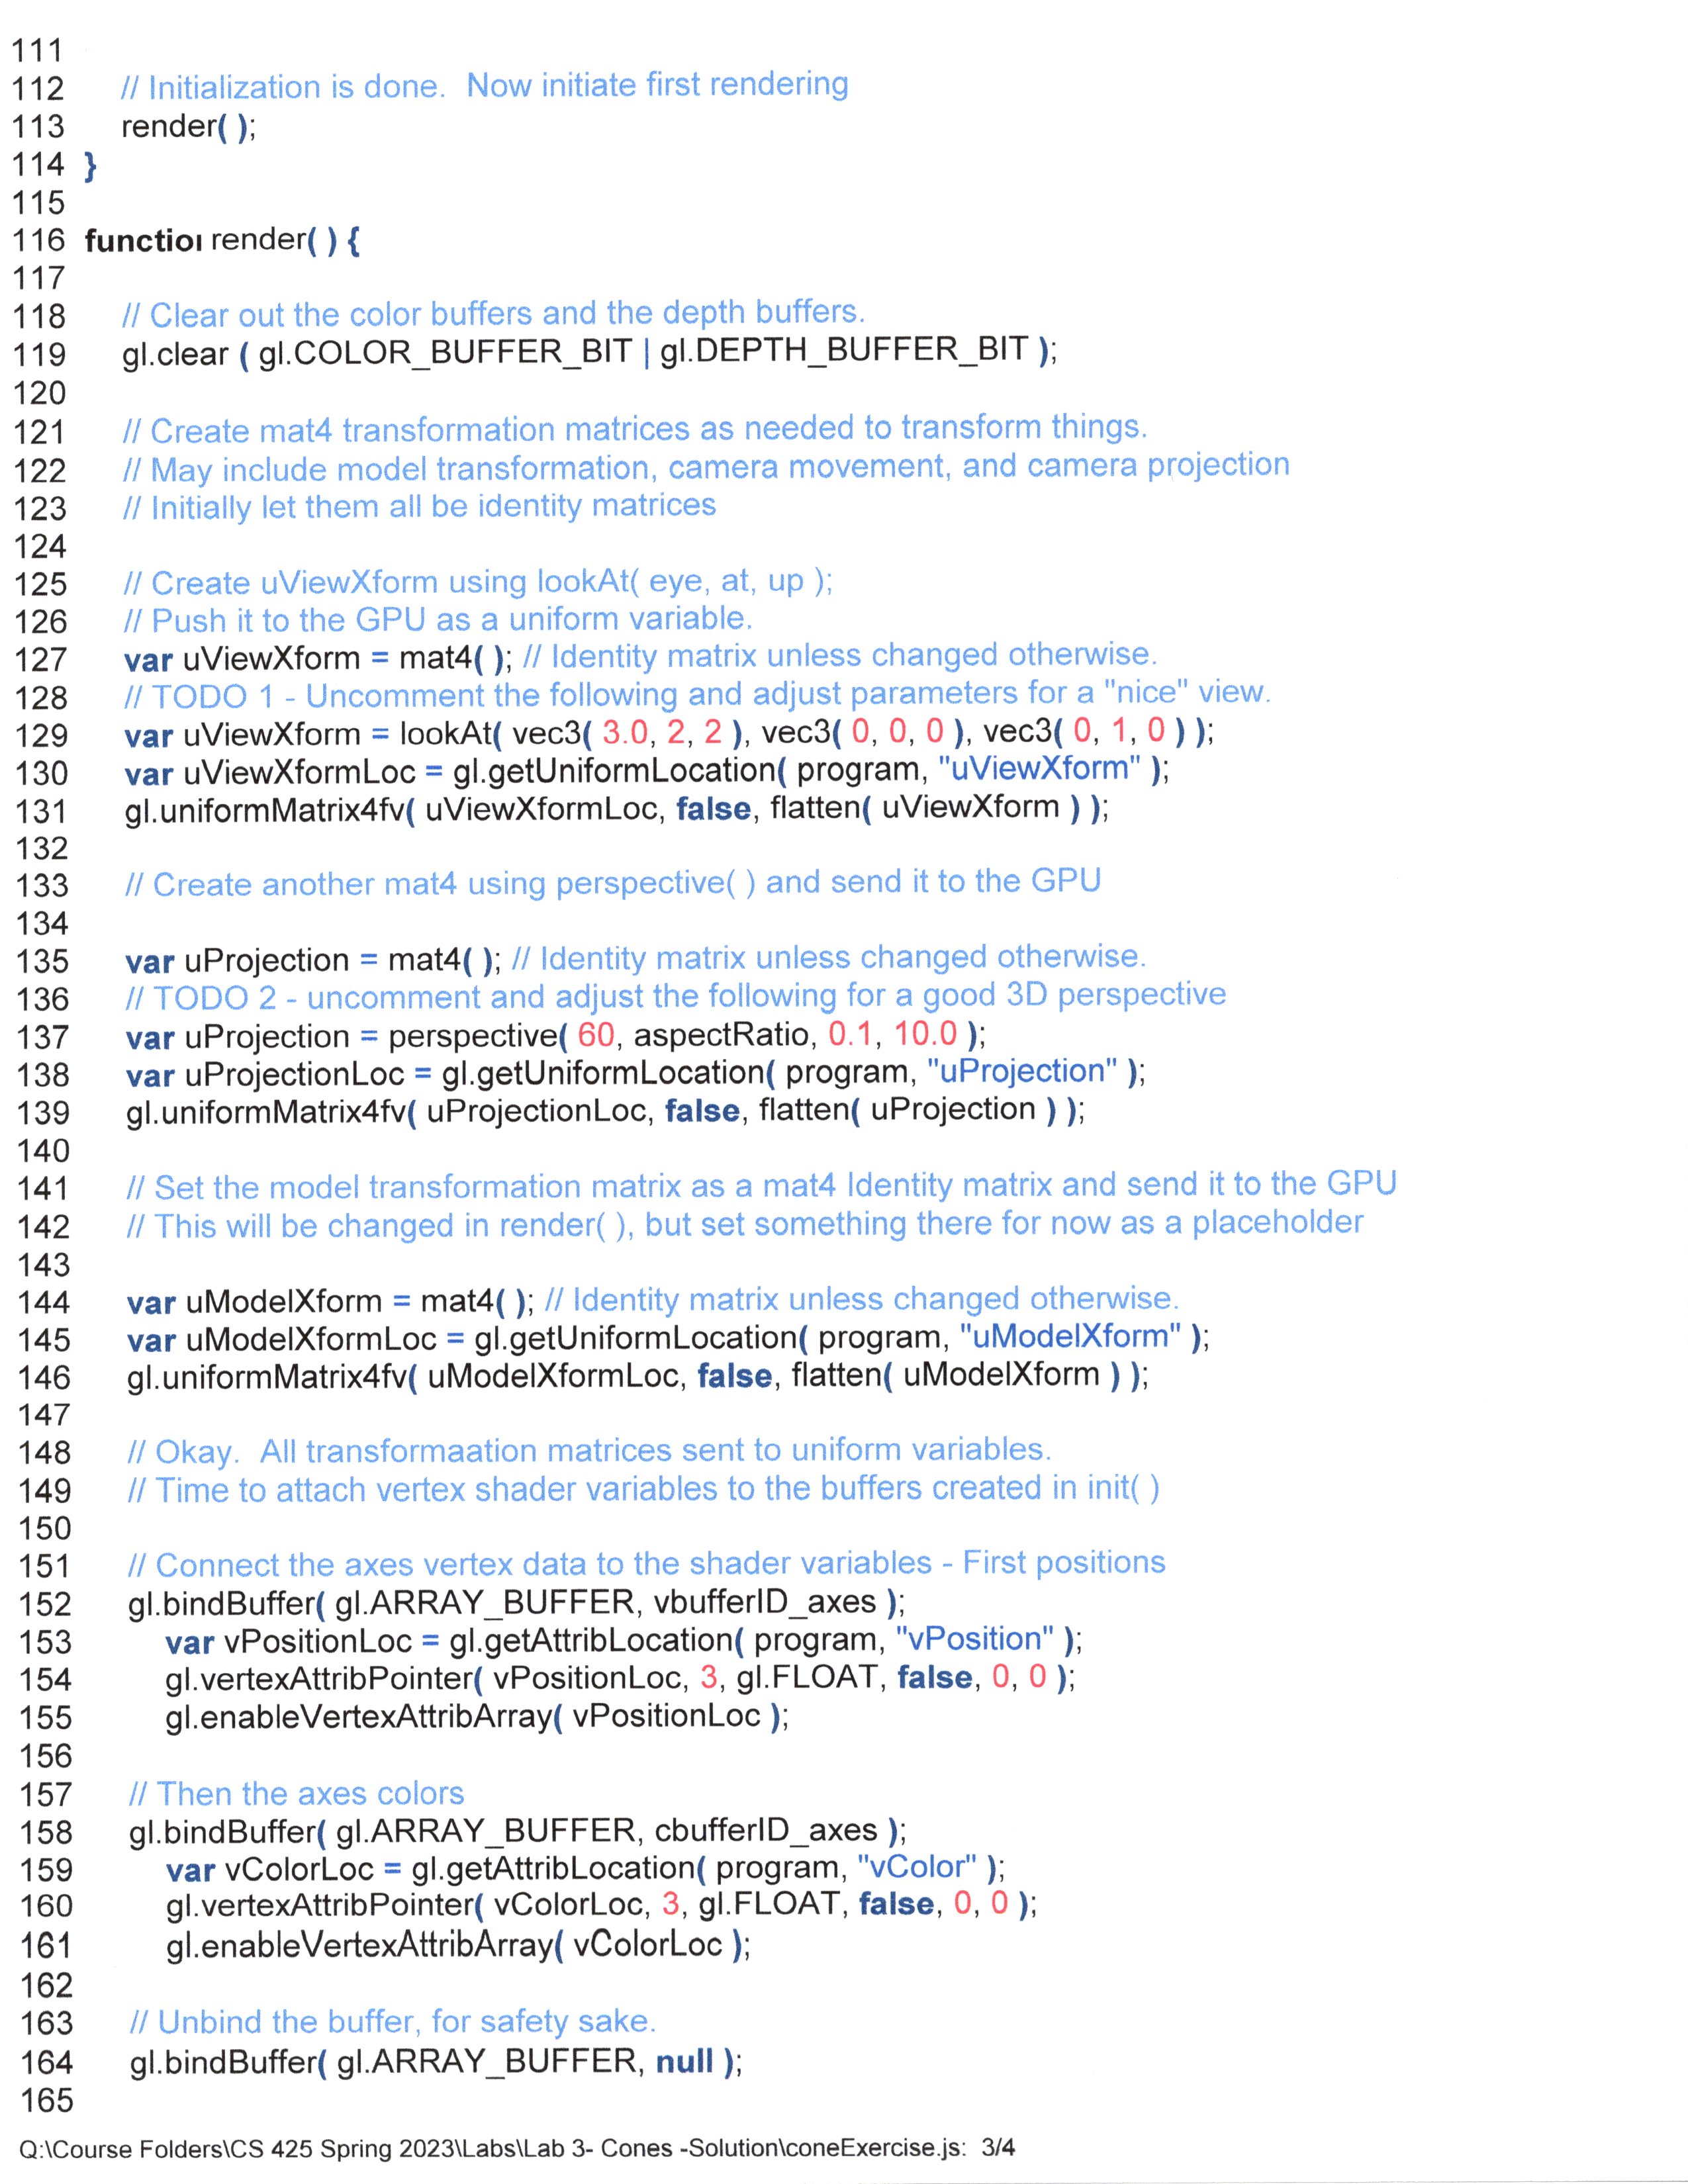 111
112 // Initialization is done.  Now initiate first rendering
113 render( );
114 }
115
116 function render( ) {
117
118 // Clear out the color buffers and the depth buffers.
119 gl.clear ( gl.COLOR_BUFFER_BIT | gl.DEPTH_BUFFER_BIT );
120
121 // Create mat4 transformation matrices as needed to transform things.
122 // May include model transformation, camera movement, and camera projection
123 // Initially let them all be identity matrices
124
125 // Create uViewXform using lookAt( eye, at, up );
126 // Push it to the GPU as a uniform variable.
127 var uViewXform = mat4( ); // Identity matrix unless changed otherwise.
128 // TODO 1 - Uncomment the following and adjust parameters for a "nice" view.
129 var uViewXform = lookAt( vec3( 3.0, 2, 2 ), vec3( 0, 0, 0 ), vec3( 0, 1, 0 ) );
130 var uViewXformLoc = gl.getUniformLocation( program, "uViewXform" );
131 gl.uniformMatrix4fv( uViewXformLoc, false, flatten( uViewXform ) );
132
133 // Create another mat4 using perspective( ) and send it to the GPU
134
135 var uProjection = mat4( ); // Identity matrix unless changed otherwise.
136 // TODO 2 - uncomment and adjust the following for a good 3D perspective
137 var uProjection = perspective( 60, aspectRatio, 0.1, 10.0 );
138 var uProjectionLoc = gl.getUniformLocation( program, "uProjection" );
139 gl.uniformMatrix4fv( uProjectionLoc, false, flatten( uProjection ) );
140
141 // Set the model transformation matrix as a mat4 Identity matrix and send it to the GPU
142 // This will be changed in render( ), but set something there for now as a placeholder
143
144 var uModelXform = mat4( ); // Identity matrix unless changed otherwise.
145 var uModelXformLoc = gl.getUniformLocation( program, "uModelXform" );
146 gl.uniformMatrix4fv( uModelXformLoc, false, flatten( uModelXform ) );
147
148 // Okay.  All transformaation matrices sent to uniform variables.
149 // Time to attach vertex shader variables to the buffers created in init( )
150
151 // Connect the axes vertex data to the shader variables - First positions
152 gl.bindBuffer( gl.ARRAY_BUFFER, vbufferID_axes );
153 var vPositionLoc = gl.getAttribLocation( program, "vPosition" );
154 gl.vertexAttribPointer( vPositionLoc, 3, gl.FLOAT, false, 0, 0 );
155 gl.enableVertexAttribArray( vPositionLoc );
156
157 // Then the axes colors
158 gl.bindBuffer( gl.ARRAY_BUFFER, cbufferID_axes );
159 var vColorLoc = gl.getAttribLocation( program, "vColor" );
160 gl.vertexAttribPointer( vColorLoc, 3, gl.FLOAT, false, 0, 0 );
161 gl.enableVertexAttribArray( vColorLoc );
162
163 // Unbind the buffer, for safety sake.
164 gl.bindBuffer( gl.ARRAY_BUFFER, null );
165
Q:\Course Folders\CS 425 Spring 2023\Labs\Lab 3- Cones -Solution\coneExercise.js:  3/4